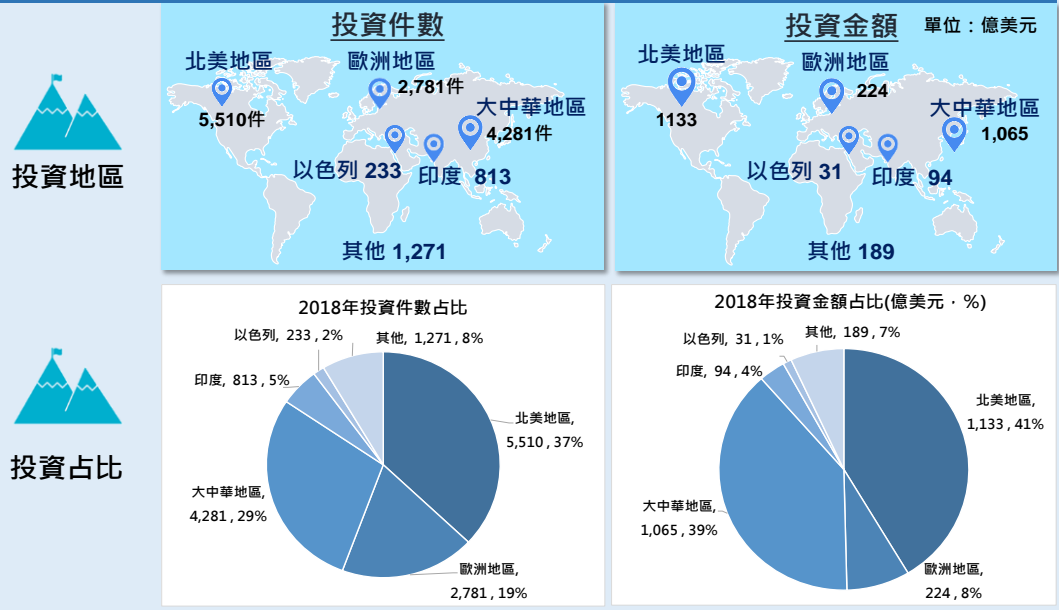 投資件數
北美地區
5,510件
歐洲地區
2,781件
大中華地區
4,281件
以色列 233
印度 813
其他 1,271
投資金額
單位：億美元
北美地區
1133
歐洲地區
224
大中華地區
1,065
以色列 31
印度 94
其他 189
投資地區
2018年投資件數占比
以色列, 233 , 2%
其他, 1,271 , 8%
印度, 813 , 5%
北美地區,
5,510 , 37%
大中華地區,
4,281 , 29%
歐洲地區,
2,781 , 19%
2018年投資金額占比(億美元，%)
以色列, 31 , 1%
其他, 189 , 7%
印度, 94 , 4%
北美地區,
1,133 , 41%
大中華地區,
1,065 , 39%
歐洲地區,
224 , 8%
投資占比